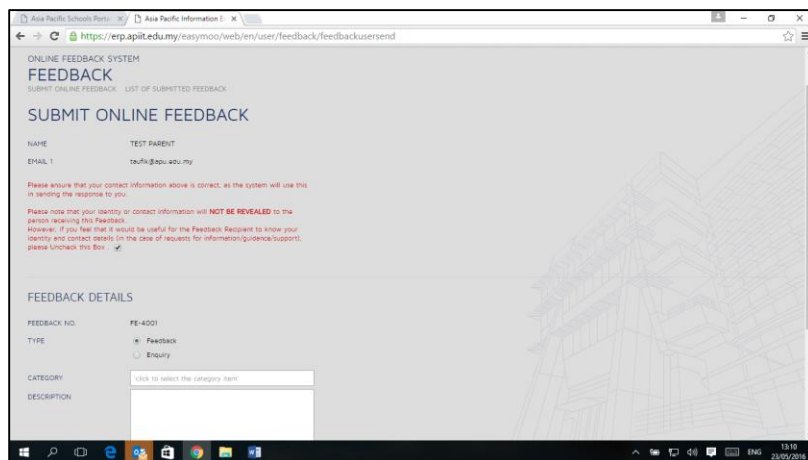 Asia Pacific Schools Porta
Asia Pacific Information E
https://erp.apiit.edu.my/easymoo/web/en/user/feedback/feedbackusersend
ONLINE FEEDBACK SYSTEM
FEEDBACK
SUBMIT ONLINE FEEDBACK LIST OF SUBMITTED FEEDBACK
SUBMIT ONLINE FEEDBACK
NAME TEST PARENT
EMAIL 1 taufik@apu.edu.my
Please ensure that your contact information above is correct, as the system will use this
in sending the response to you.
Please note that your identity or contact information will NOT BE REVEALED to the
person receiving this Feedback.
However, if you feel that it would be useful for the Feedback Recipient to know your
identity and contact details (in the case of requests for information/guidance/support),
please Uncheck this Box .
FEEDBACK DETAILS
FEEDBACK NO. FE-4001
TYPE Feedback
Enquiry
CATEGORY 'click to select the category item'
DESCRIPTION
ENG
13:10
23/05/2016